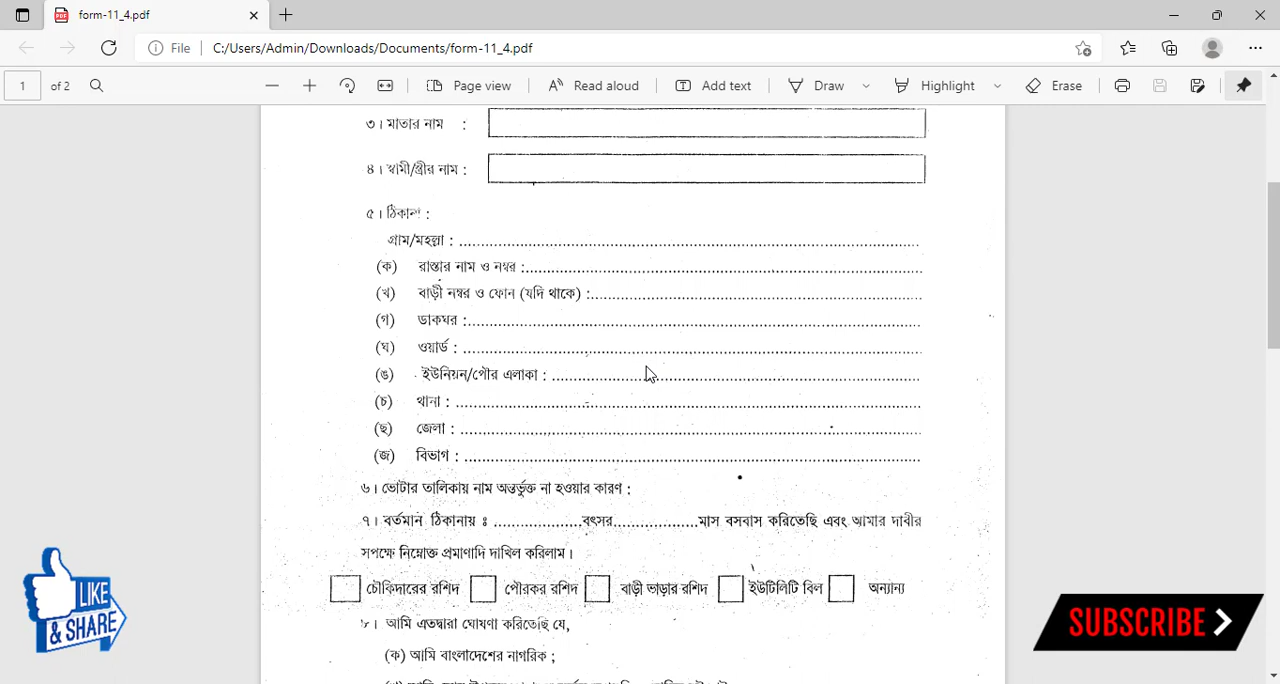 form-11_4.pdf
File C:/Users/Admin/Downloads/Documents/form-11_4.pdf
1 of 2 Page view Read aloud Add text Draw Highlight Erase
৩। মাতার নাম :
৪। স্বামী/স্ত্রীর নাম :
৫। ঠিকানা :
গ্রাম/মহল্লা :
(ক) রাস্তার নাম ও নম্বর :
(খ) বাড়ী নম্বর ও ফোন (যদি থাকে) :
(গ) ডাকঘর :
(ঘ) ওয়ার্ড :
(ঙ) ইউনিয়ন/পৌর এলাকা :
(চ) থানা :
(ছ) জেলা :
(জ) বিভাগ :
৬। ভোটার তালিকায় নাম অন্তর্ভুক্ত না হওয়ার কারণ :
৭। বর্তমান ঠিকানায় ঃ ....................বৎসর....................মাস বসবাস করিতেছি এবং আমার দাবীর
সপক্ষে নিম্নোক্ত প্রমাণাদি দাখিল করিলাম।
চৌকিদারের রশিদ পৌরকর রশিদ বাড়ী ভাড়ার রশিদ ইউটিলিটি বিল অন্যান্য
৮। আমি এতদ্বারা ঘোষণা করিতেছি যে,
(ক) আমি বাংলাদেশের নাগরিক ;
LIKE
& SHARE
SUBSCRIBE